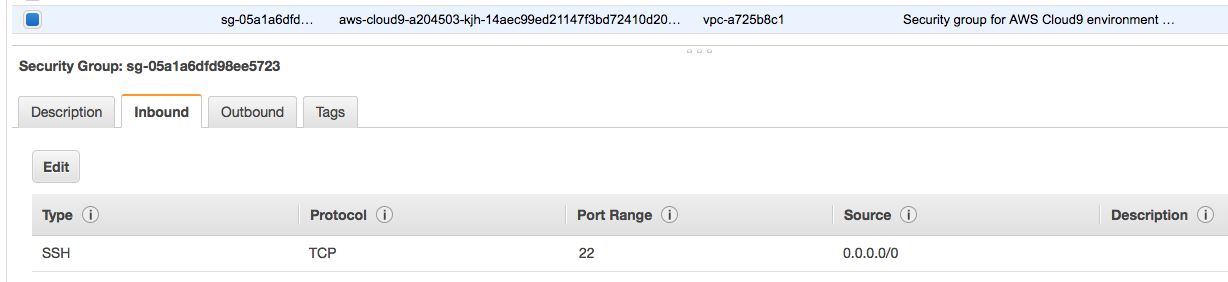 sg-05a1a6dfd... aws-cloud9-a204503-kjh-14aec99ed21147f3bd72410d20... vpc-a725b8c1 Security group for AWS Cloud9 environment ...
Security Group: sg-05a1a6dfd98ee5723
Description Inbound Outbound Tags
Edit
Type Protocol Port Range Source Description
SSH TCP 22 0.0.0.0/0